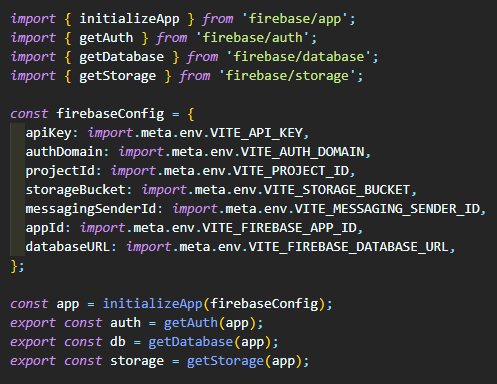 import { initializeApp } from 'firebase/app';
import { getAuth } from 'firebase/auth';
import { getDatabase } from 'firebase/database';
import { getStorage } from 'firebase/storage';

const firebaseConfig = {
  apiKey: import.meta.env.VITE_API_KEY,
  authDomain: import.meta.env.VITE_AUTH_DOMAIN,
  projectId: import.meta.env.VITE_PROJECT_ID,
  storageBucket: import.meta.env.VITE_STORAGE_BUCKET,
  messagingSenderId: import.meta.env.VITE_MESSAGING_SENDER_ID,
  appId: import.meta.env.VITE_FIREBASE_APP_ID,
  databaseURL: import.meta.env.VITE_FIREBASE_DATABASE_URL,
};

const app = initializeApp(firebaseConfig);
export const auth = getAuth(app);
export const db = getDatabase(app);
export const storage = getStorage(app);